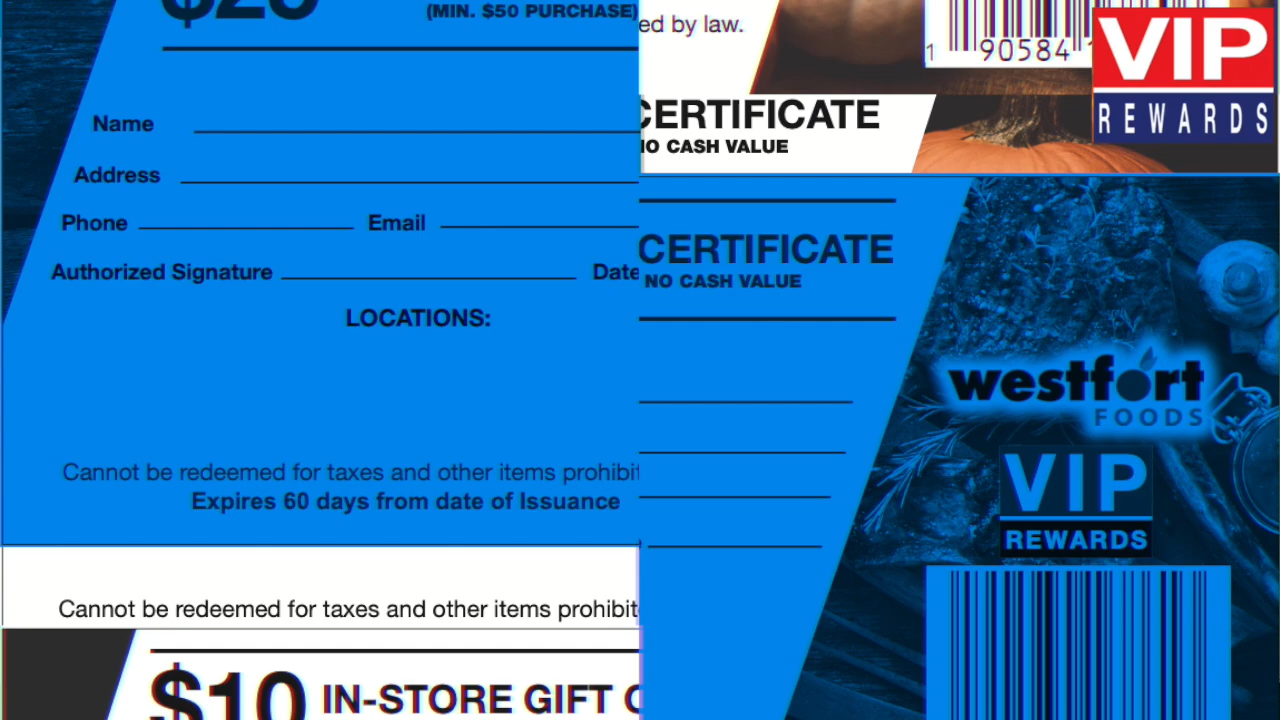 (MIN. $50 PURCHASE)
Name
Address
Phone Email
Authorized Signature Date
LOCATIONS:
Cannot be redeemed for taxes and other items prohibit
Expires 60 days from date of Issuance
Cannot be redeemed for taxes and other items prohibit
$10 IN-STORE GIFT
ed by law.
1 90584
VIP
REWARDS
CERTIFICATE
NO CASH VALUE
CERTIFICATE
NO CASH VALUE
westfort
FOODS
VIP
REWARDS